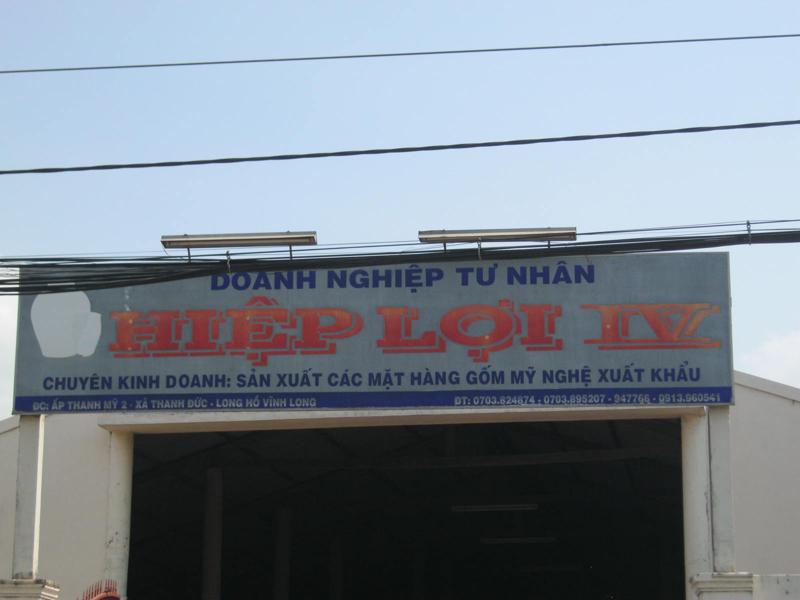 DOANH NGHIỆP TƯ NHÂN
HIỆP LỢI IV
CHUYÊN KINH DOANH: SẢN XUẤT CÁC MẶT HÀNG GỐM MỸ NGHỆ XUẤT KHẨU
ĐC: ẤP THANH MỸ 2 - XÃ THANH ĐỨC - LONG HỒ VĨNH LONG ĐT: 0703.824874 - 0703.895207 - 947766 - 0913.960541